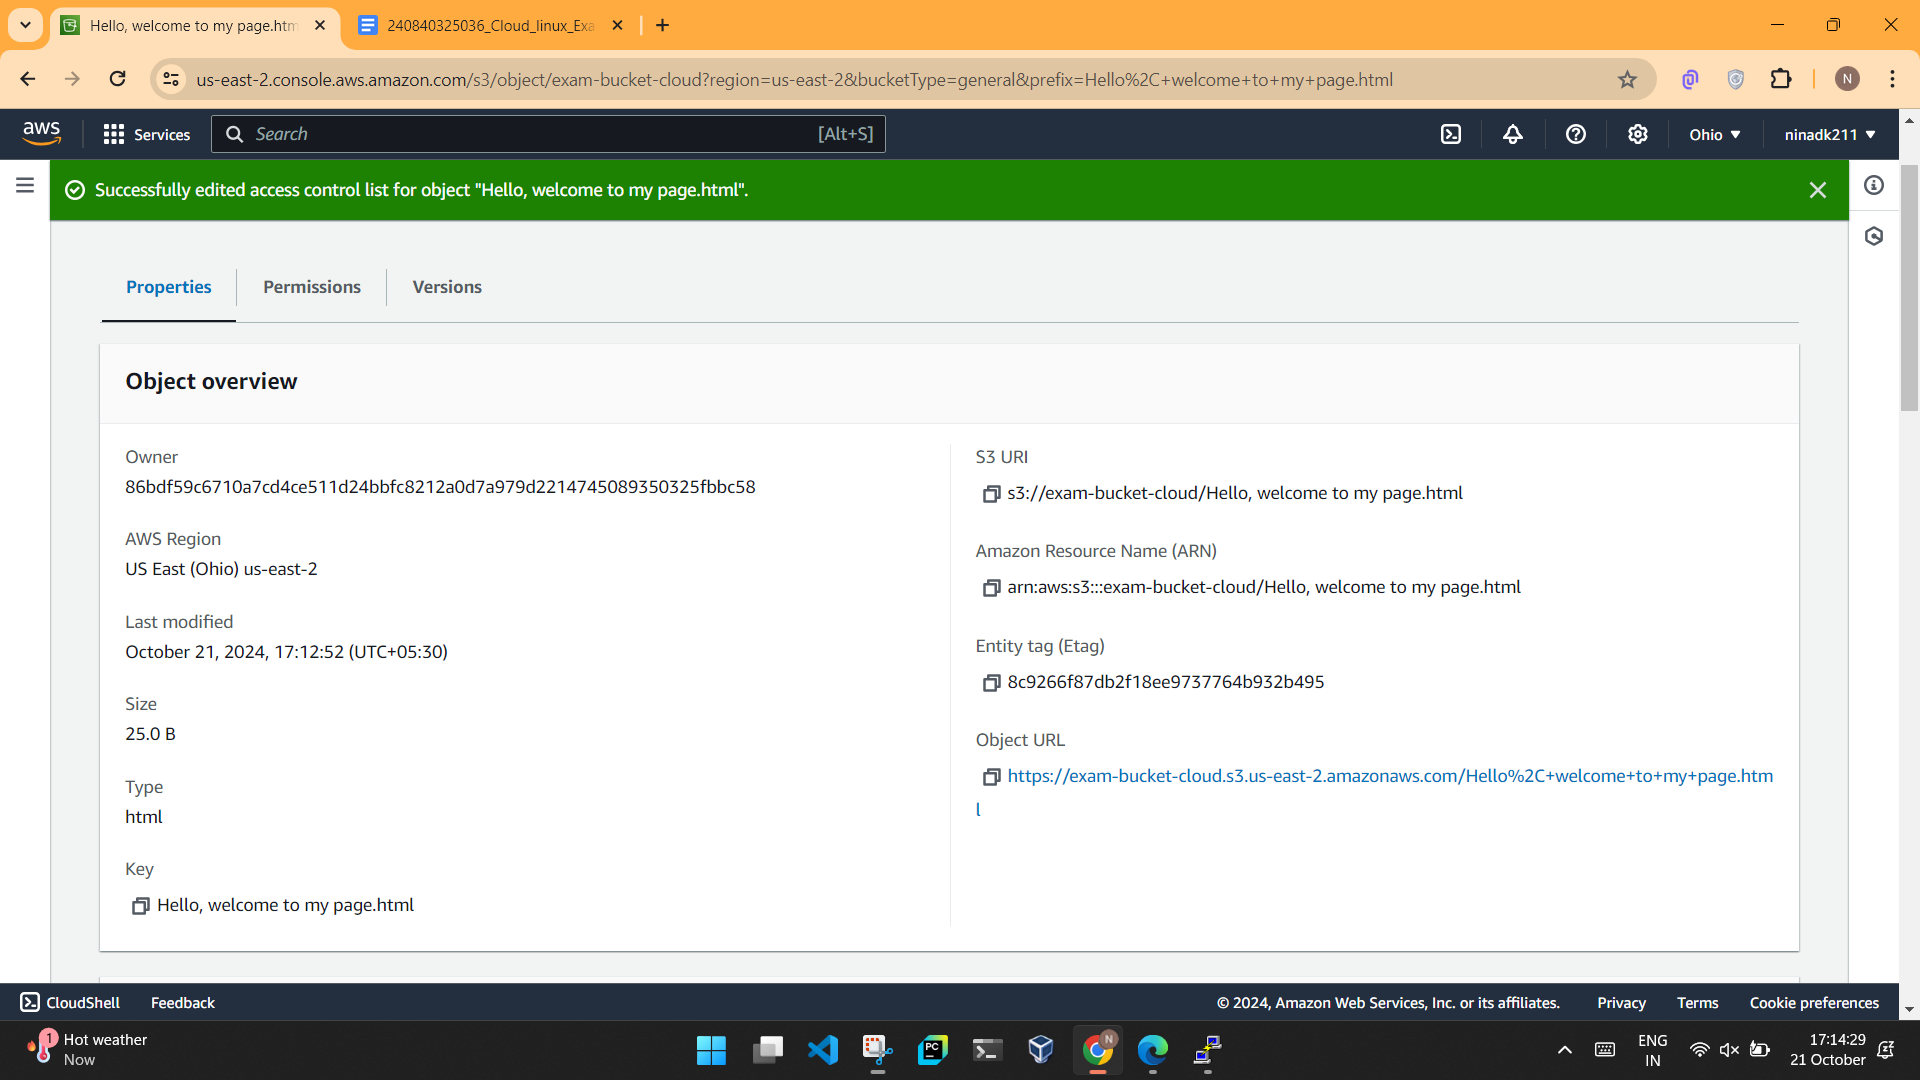 Hello, welcome to my page.htm
240840325036_Cloud_linux_Exa
us-east-2.console.aws.amazon.com/s3/object/exam-bucket-cloud?region=us-east-2&bucketType=general&prefix=Hello%2C+welcome+to+my+page.html
N
aws
Services
Search
[Alt+S]
Ohio
ninadk211
Successfully edited access control list for object "Hello, welcome to my page.html".
Properties
Permissions
Versions
Object overview
Owner
86bdf59c6710a7cd4ce511d24bbfc8212a0d7a979d2214745089350325fbbc58
AWS Region
US East (Ohio) us-east-2
Last modified
October 21, 2024, 17:12:52 (UTC+05:30)
Size
25.0 B
Type
html
Key
Hello, welcome to my page.html
S3 URI
s3://exam-bucket-cloud/Hello, welcome to my page.html
Amazon Resource Name (ARN)
arn:aws:s3:::exam-bucket-cloud/Hello, welcome to my page.html
Entity tag (Etag)
8c9266f87db2f18ee9737764b932b495
Object URL
https://exam-bucket-cloud.s3.us-east-2.amazonaws.com/Hello%2C+welcome+to+my+page.htm
l
CloudShell
Feedback
© 2024, Amazon Web Services, Inc. or its affiliates.
Privacy
Terms
Cookie preferences
1
Hot weather
Now
PC
N
ENG
IN
17:14:29
21 October